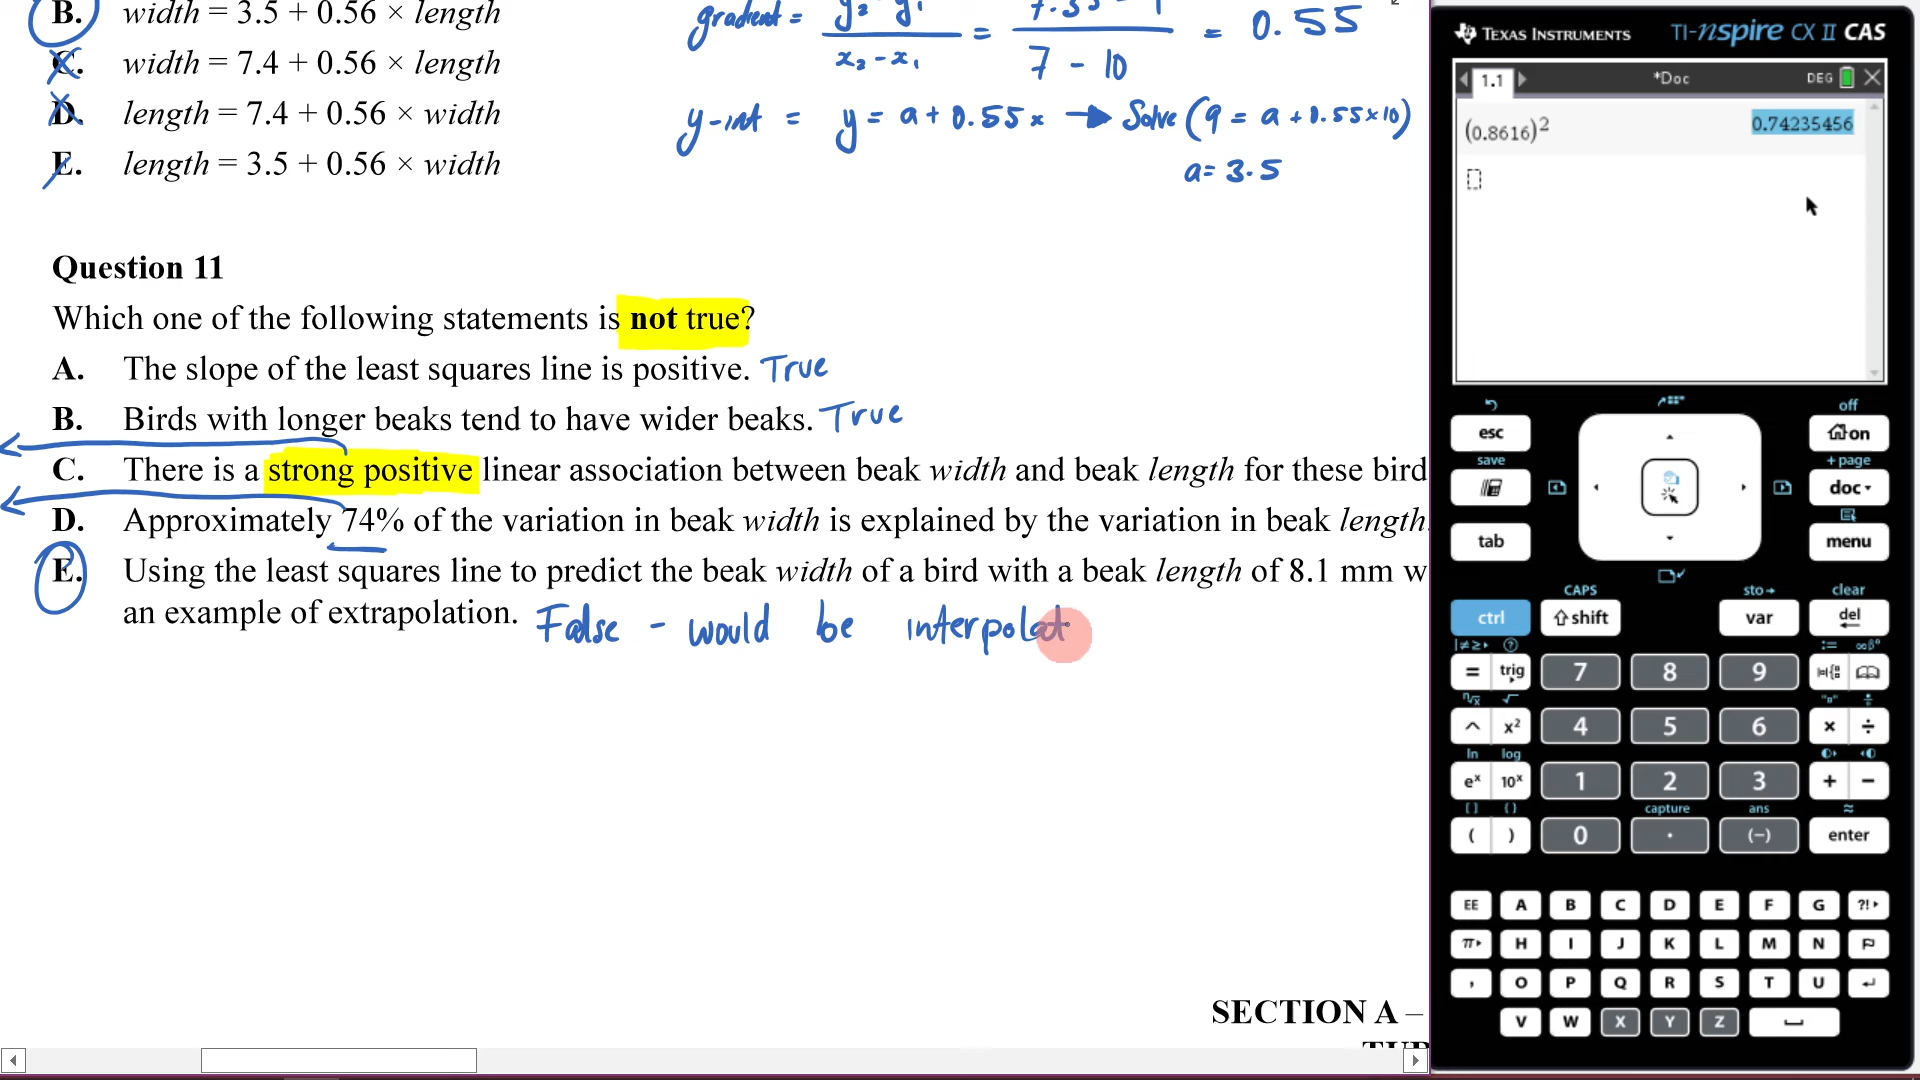 B. width = 3.5 + 0.56 × length
C. width = 7.4 + 0.56 × length
D. length = 7.4 + 0.56 × width
E. length = 3.5 + 0.56 × width
gradient = y₂ - y₁ / x₂ - x₁ = / 7 - 10 = 0.55
y-int = y = a + 0.55x → Solve (9 = a + 0.55×10)
a = 3.5
Question 11
Which one of the following statements is not true?
A. The slope of the least squares line is positive. True
B. Birds with longer beaks tend to have wider beaks. True
C. There is a strong positive linear association between beak width and beak length for these bird
D. Approximately 74% of the variation in beak width is explained by the variation in beak length.
E. Using the least squares line to predict the beak width of a bird with a beak length of 8.1 mm w
an example of extrapolation. False - would be interpolat
SECTION A –
TEXAS INSTRUMENTS TI-nspire CX II CAS
1.1 *Doc DEG
(0.8616)² 0.74235456
off
esc on
save + page
doc
tab menu
CAPS sto→ clear
ctrl shift var del
= trig 7 8 9
^ x² 4 5 6 × ÷
ln log
eˣ 10ˣ 1 2 3 + −
[ ] { } capture ans ≈
( ) 0 . (−) enter
EE A B C D E F G ?!
π H I J K L M N
, O P Q R S T U
V W X Y Z